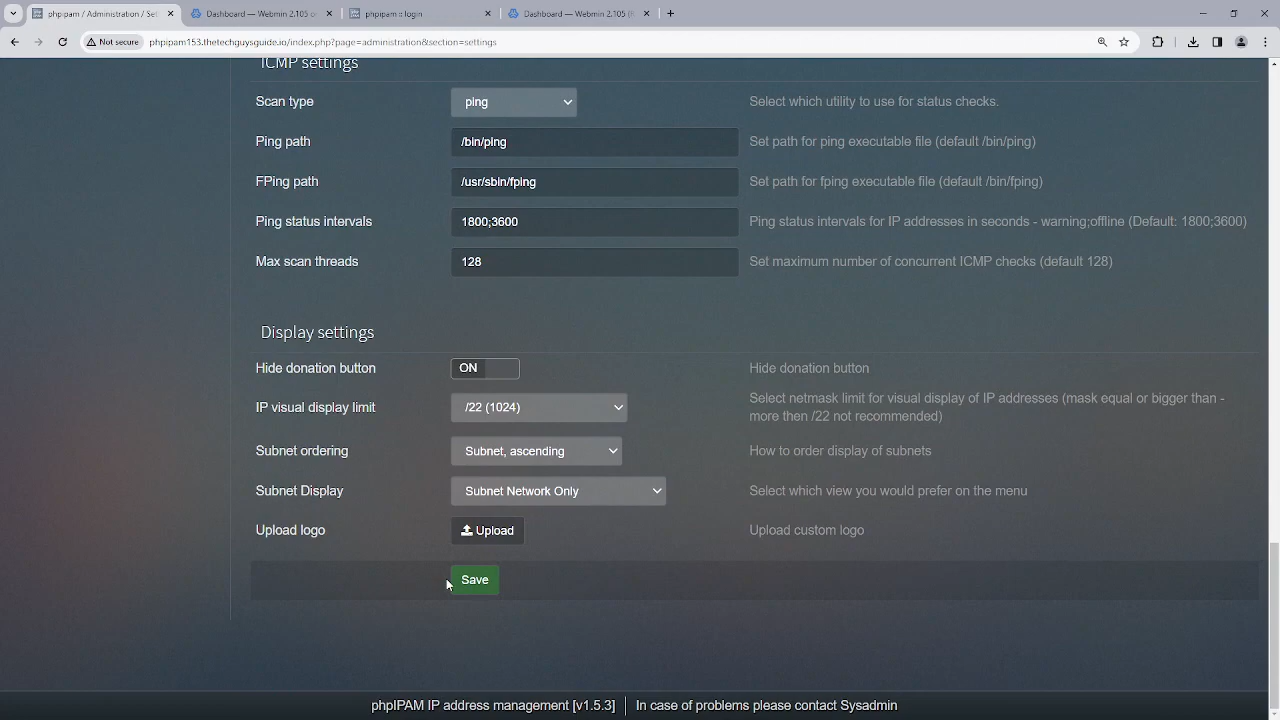 phpipam / Administration / Set
Dashboard — Webmin 2.105 o
phpipam :: login
Dashboard — Webmin 2.105 (l
Not secure
phpipam153.thetechguysguide.io/index.php?page=administration&section=settings
ICMP settings
Scan type
ping
Select which utility to use for status checks.
Ping path
/bin/ping
Set path for ping executable file (default /bin/ping)
FPing path
/usr/sbin/fping
Set path for fping executable file (default /bin/fping)
Ping status intervals
1800;3600
Ping status intervals for IP addresses in seconds - warning;offline (Default: 1800;3600)
Max scan threads
128
Set maximum number of concurrent ICMP checks (default 128)
Display settings
Hide donation button
ON
Hide donation button
IP visual display limit
/22 (1024)
Select netmask limit for visual display of IP addresses (mask equal or bigger than -
more then /22 not recommended)
Subnet ordering
Subnet, ascending
How to order display of subnets
Subnet Display
Subnet Network Only
Select which view you would prefer on the menu
Upload logo
Upload
Upload custom logo
Save
phpIPAM IP address management [v1.5.3]
In case of problems please contact Sysadmin